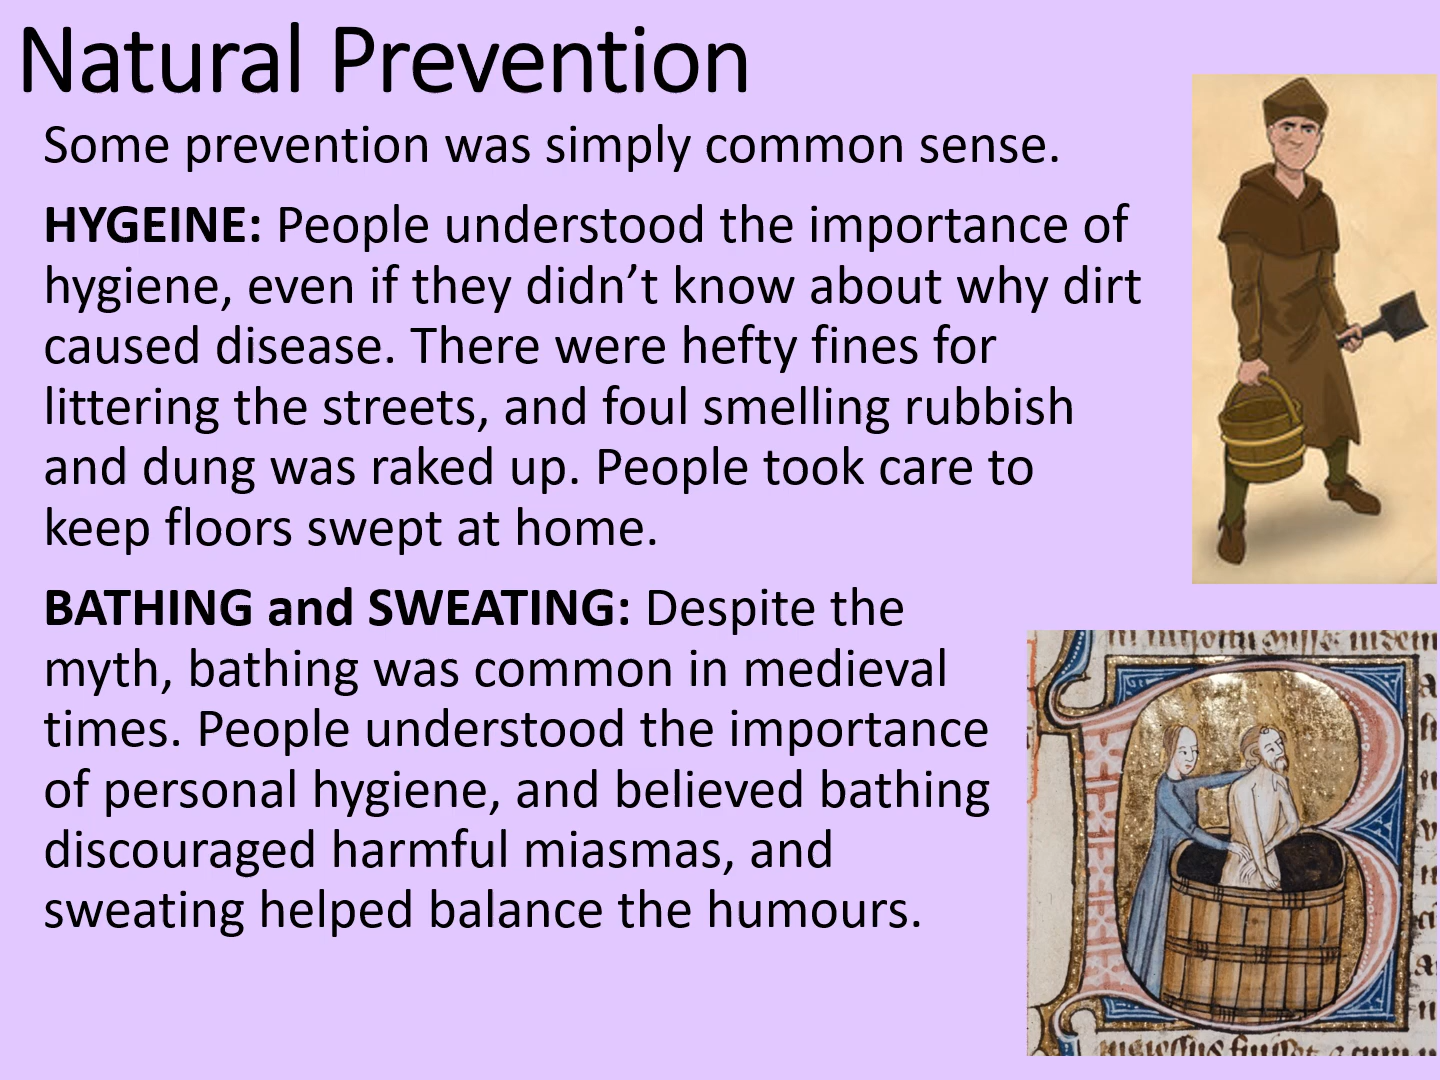 Natural Prevention
Some prevention was simply common sense.
HYGEINE: People understood the importance of
hygiene, even if they didn’t know about why dirt
caused disease. There were hefty fines for
littering the streets, and foul smelling rubbish
and dung was raked up. People took care to
keep floors swept at home.
BATHING and SWEATING: Despite the
myth, bathing was common in medieval
times. People understood the importance
of personal hygiene, and believed bathing
discouraged harmful miasmas, and
sweating helped balance the humours.